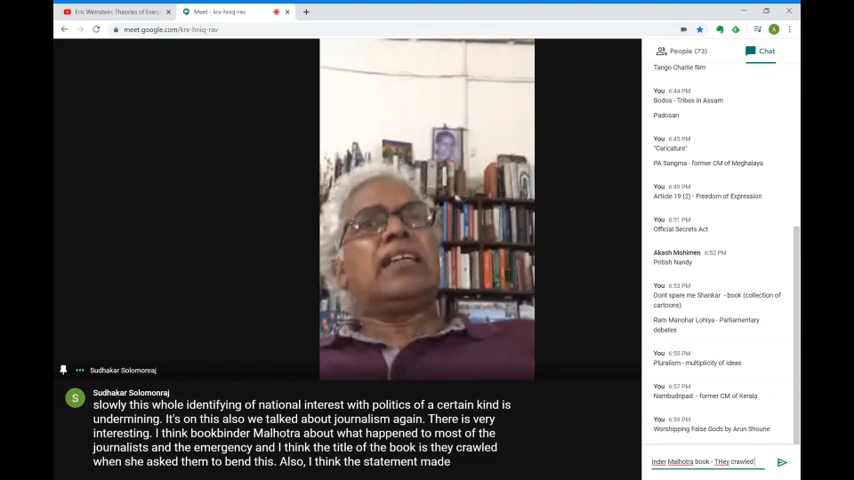 Eric Weinstein: Theories of Every
Meet - krv-hniq-rav
meet.google.com/krv-hniq-rav
A
People (73)
Chat
Tango Charlie film
You 6:44 PM
Bodos - Tribes in Assam
Padosan
You 6:45 PM
"Caricature"
PA Sangma - former CM of Meghalaya
You 6:49 PM
Article 19 (2) - Freedom of Expression
You 6:51 PM
Official Secrets Act
Akash Mohimen 6:52 PM
Pritish Nandy
You 6:53 PM
Dont spare me Shankar - book (collection of
cartoons)
Ram Manohar Lohiya - Parliamentary
debates
You 6:55 PM
Pluralism - multiplicity of ideas
You 6:57 PM
Nambudripad - former CM of Kerala
You 6:59 PM
Worshipping False Gods by Arun Shourie
Inder Malhotra book - THey crawled
Sudhakar Solomonraj
S
Sudhakar Solomonraj
slowly this whole identifying of national interest with politics of a certain kind is
undermining. It's on this also we talked about journalism again. There is very
interesting. I think bookbinder Malhotra about what happened to most of the
journalists and the emergency and I think the title of the book is they crawled
when she asked them to bend this. Also, I think the statement made